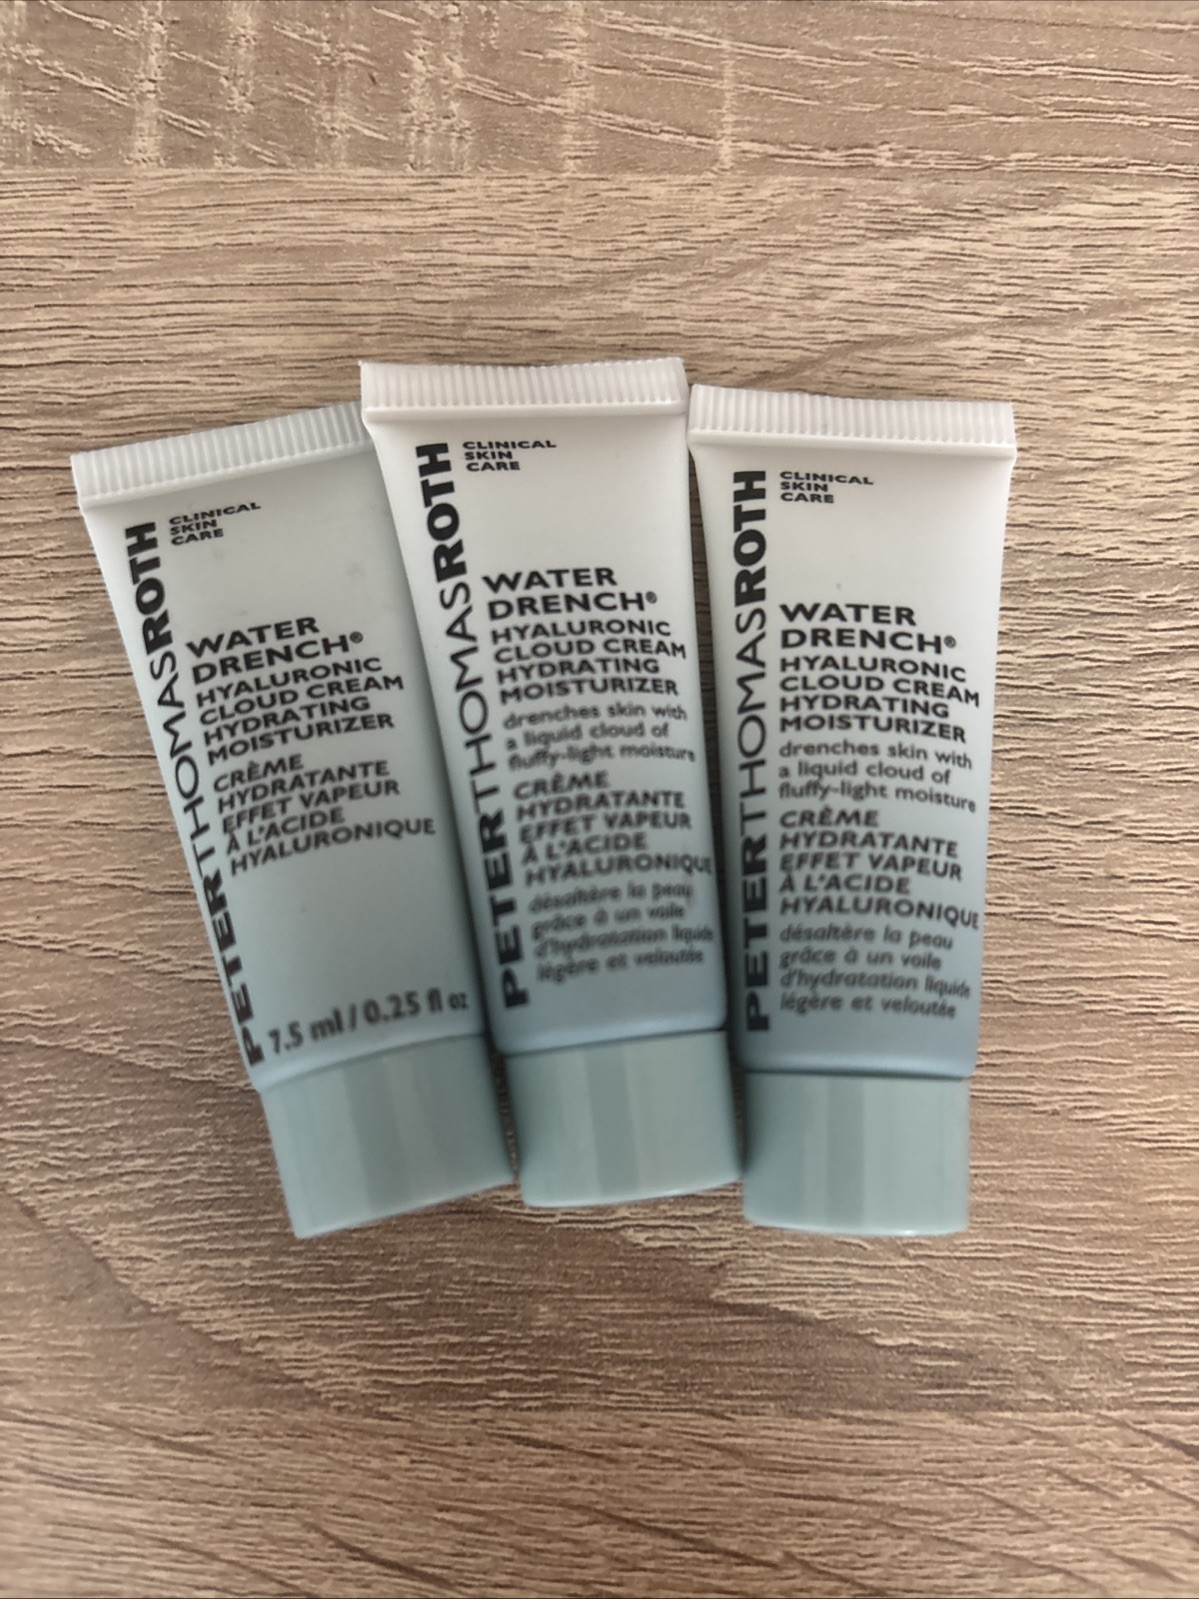 PETERTHOMASROTH
CLINICAL
SKIN
CARE
WATER
DRENCH®
HYALURONIC
CLOUD CREAM
HYDRATING
MOISTURIZER
CRÈME
HYDRATANTE
EFFET VAPEUR
À L'ACIDE
HYALURONIQUE
7.5 ml / 0.25 fl oz
PETERTHOMASROTH
CLINICAL
SKIN
CARE
WATER
DRENCH®
HYALURONIC
CLOUD CREAM
HYDRATING
MOISTURIZER
drenches skin with
a liquid cloud of
fluffy-light moisture
CRÈME
HYDRATANTE
EFFET VAPEUR
À L'ACIDE
HYALURONIQUE
désaltère la peau
grâce à un voile
d'hydratation liquide
légère et veloutée
PETERTHOMASROTH
CLINICAL
SKIN
CARE
WATER
DRENCH®
HYALURONIC
CLOUD CREAM
HYDRATING
MOISTURIZER
drenches skin with
a liquid cloud of
fluffy-light moisture
CRÈME
HYDRATANTE
EFFET VAPEUR
À L'ACIDE
HYALURONIQUE
désaltère la peau
grâce à un voile
d'hydratation liquide
légère et veloutée